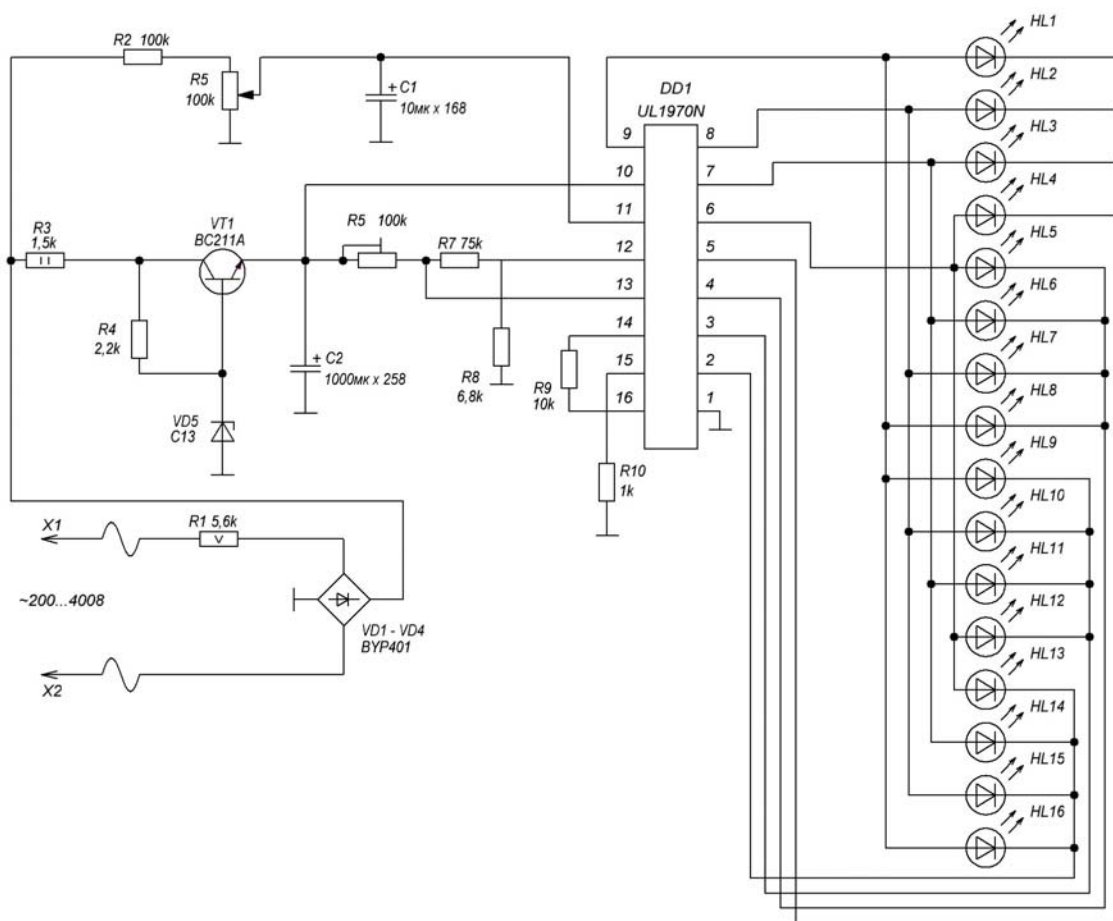 R2 100k
R5
100k
+ C1
10мк x 168
DD1
UL1970N
9
10
11
12
13
14
15
16
8
7
6
5
4
3
2
1
R3
1,5k
VT1
BC211A
R5 100k
R7 75k
R4
2,2k
+ C2
1000мк x 258
R8
6,8k
R9
10k
VD5
C13
R10
1k
X1
R1 5,6k
~200...4008
VD1 - VD4
BYP401
X2
HL1
HL2
HL3
HL4
HL5
HL6
HL7
HL8
HL9
HL10
HL11
HL12
HL13
HL14
HL15
HL16